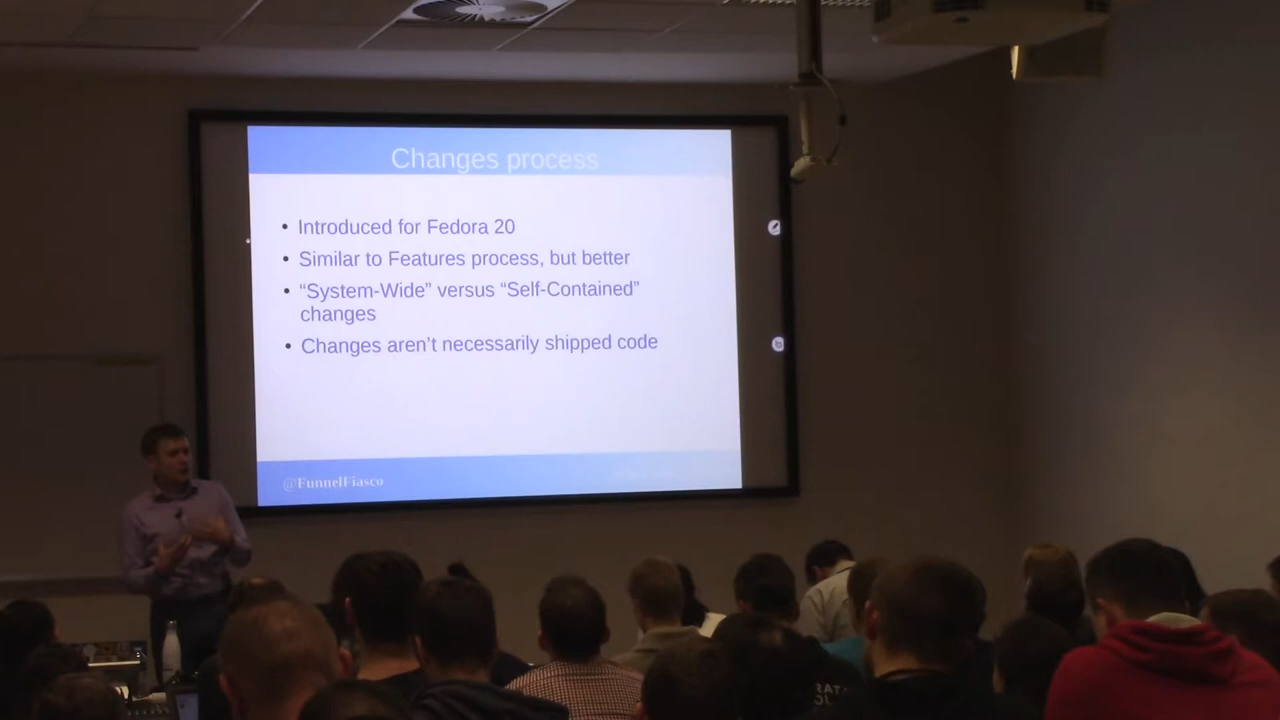 Changes process
• Introduced for Fedora 20
• Similar to Features process, but better
• “System-Wide” versus “Self-Contained”
changes
• Changes aren’t necessarily shipped code
@FunnelFiasco